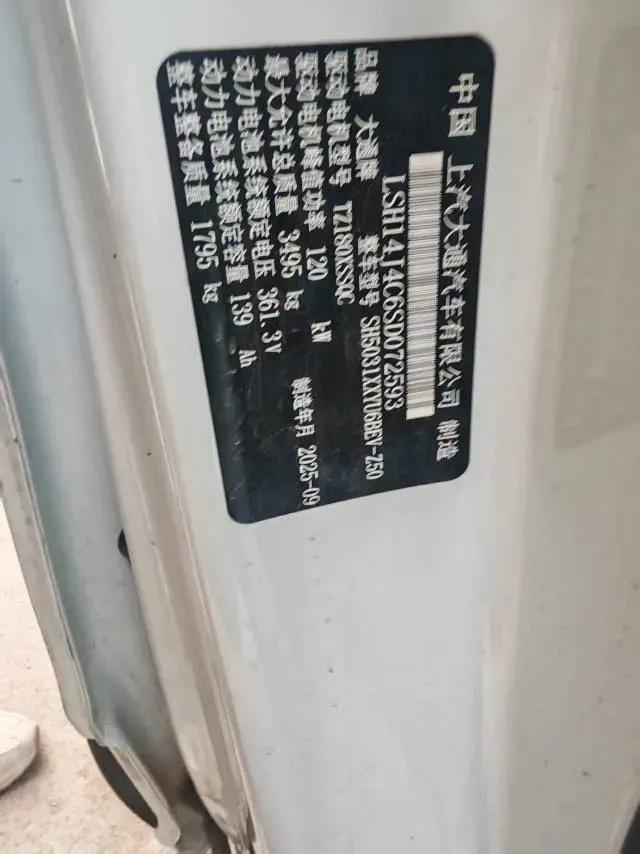 中国 上汽大通汽车有限公司 制造
LSH14J4C6SD072593
品牌 大通牌 整车型号 SH5031XXYU6BEV-Z50
驱动电机型号 TZ180XSSQC
驱动电机峰值功率 120 kW 制造年月 2025-09
最大允许总质量 3495 kg
动力电池系统额定电压 361.3V
动力电池系统额定容量 139 Ah
整车整备质量 1795 kg